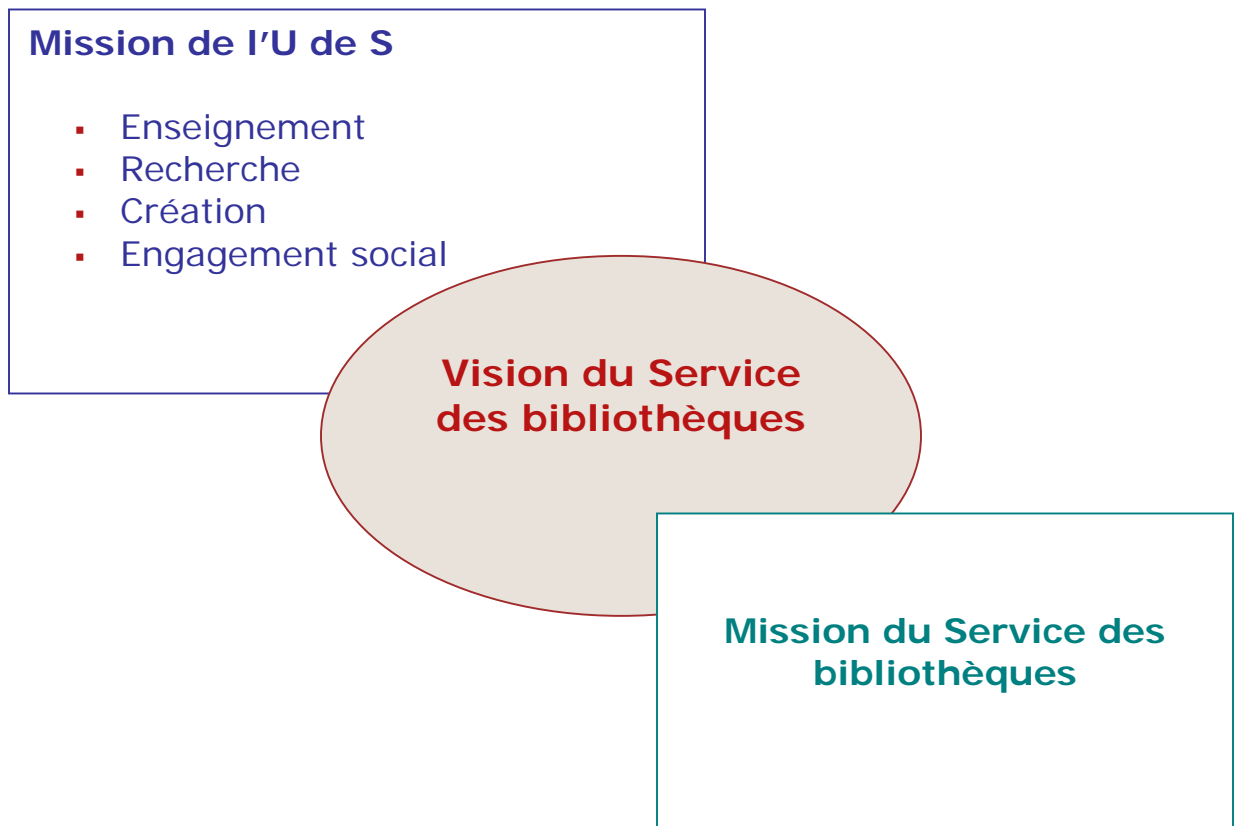 Mission de l'U de S
▪ Enseignement
▪ Recherche
▪ Création
▪ Engagement social
Vision du Service
des bibliothèques
Mission du Service des
bibliothèques